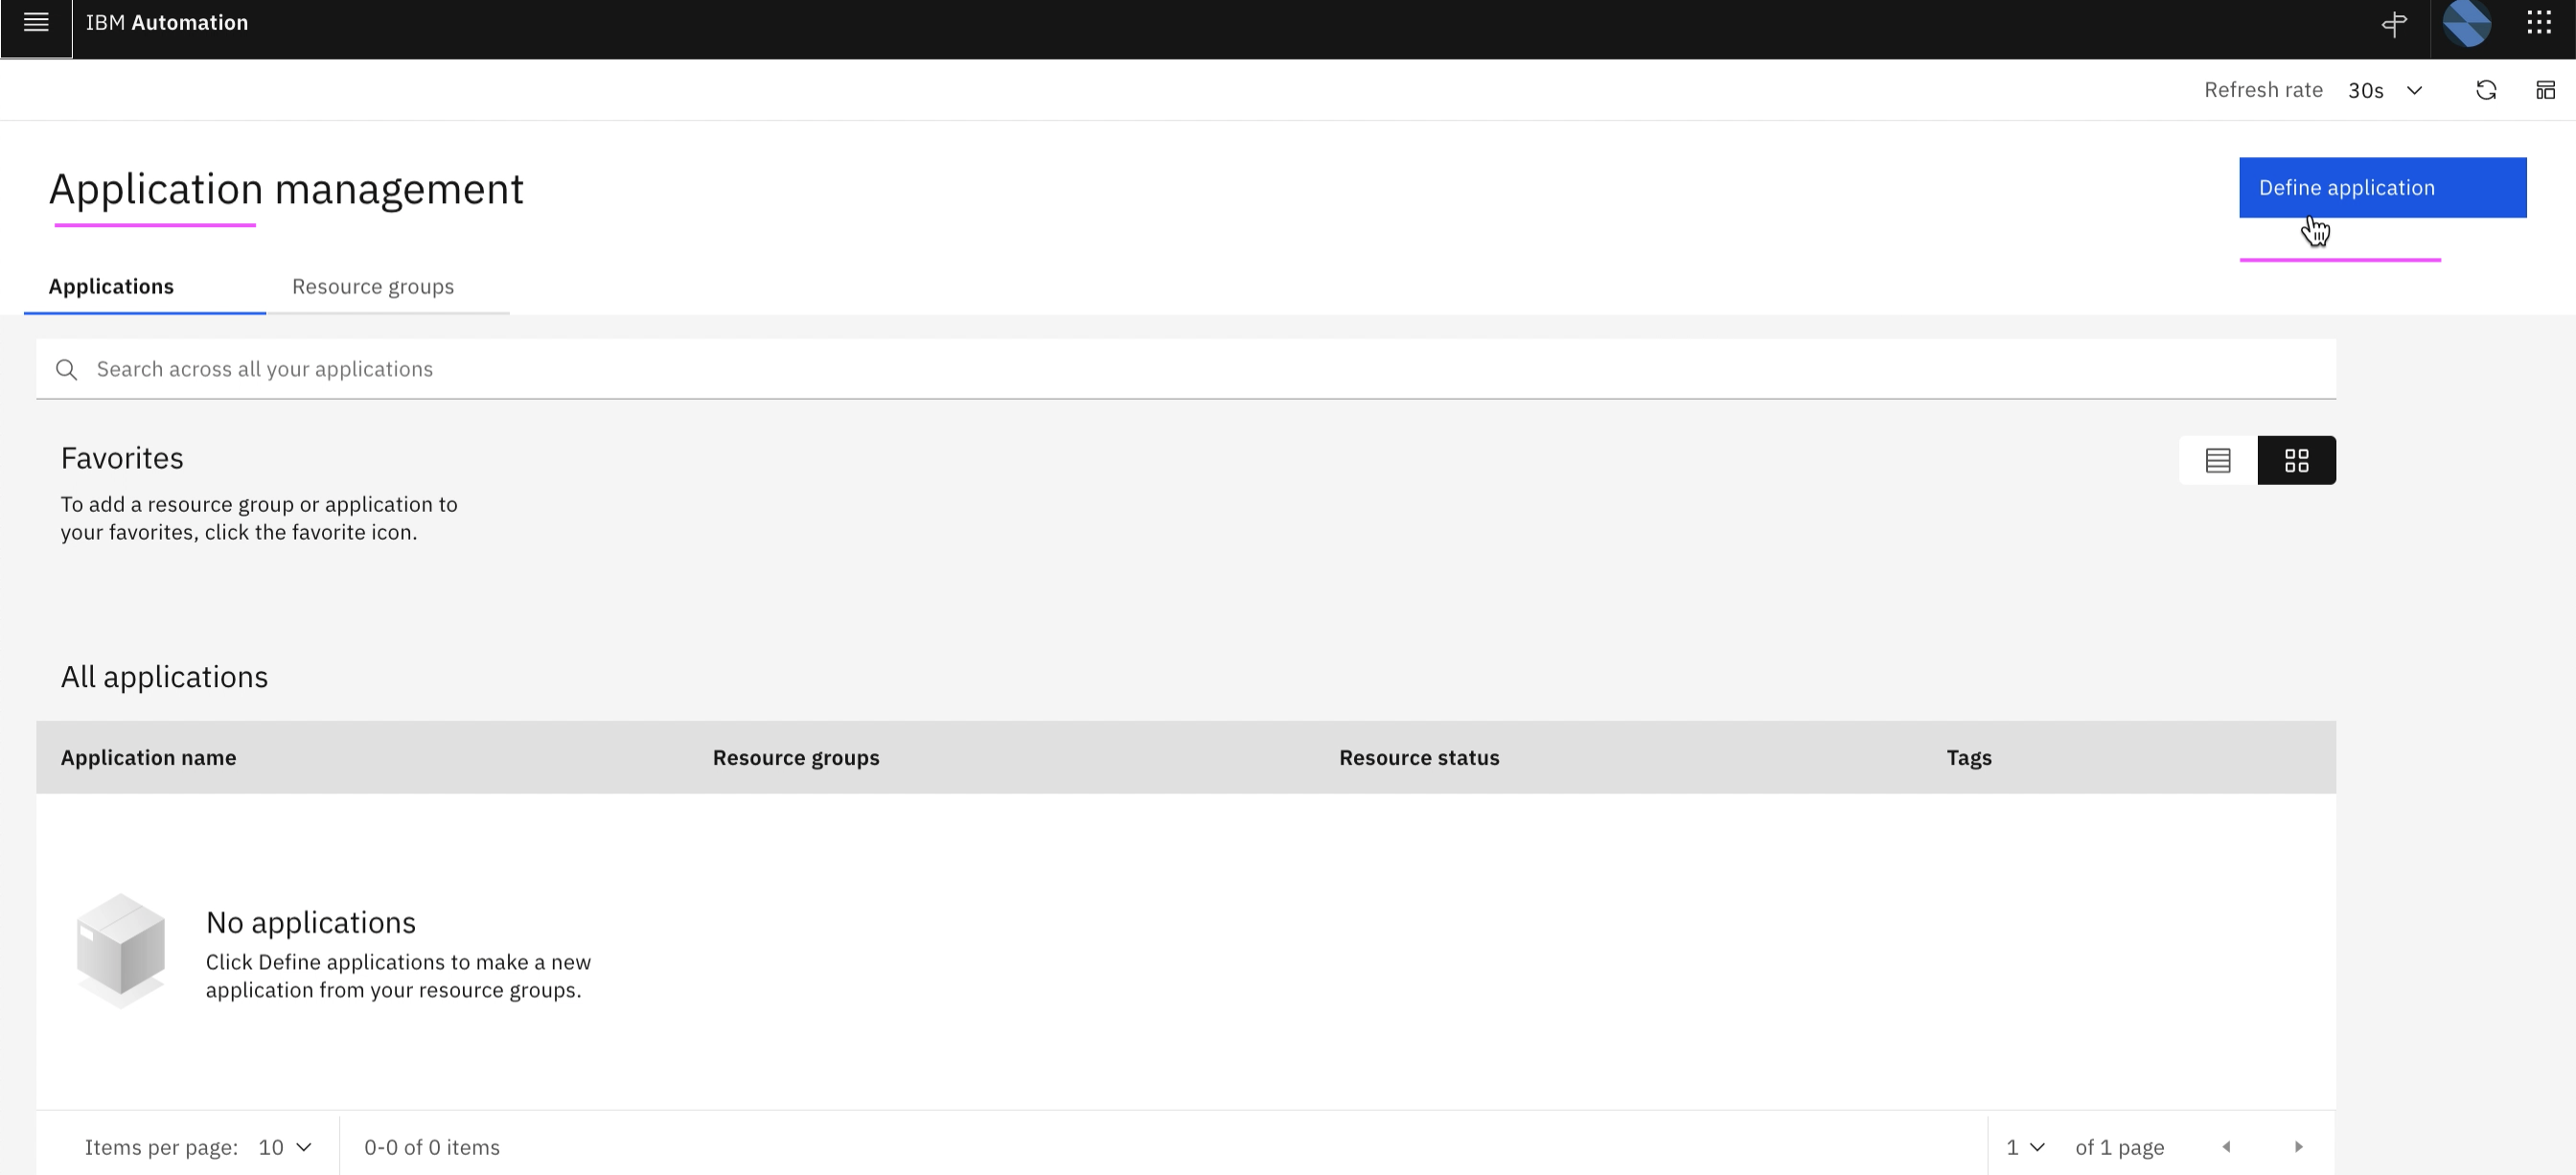 IBM Automation
Refresh rate 30s
Application management
Define application
Applications Resource groups
Search across all your applications
Favorites
To add a resource group or application to
your favorites, click the favorite icon.
All applications
Application name Resource groups Resource status Tags
No applications
Click Define applications to make a new
application from your resource groups.
Items per page: 10 0-0 of 0 items 1 of 1 page